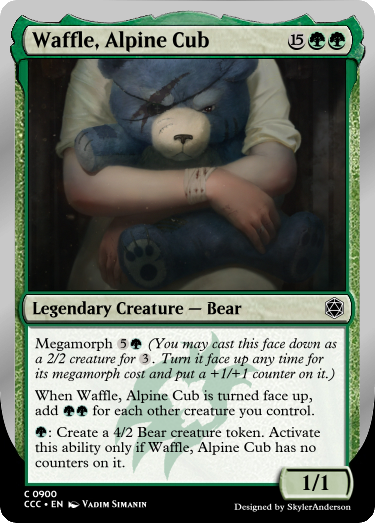 Waffle, Alpine Cub 15
Legendary Creature — Bear
Megamorph 5 (You may cast this face down as
a 2/2 creature for 3. Turn it face up any time for
its megamorph cost and put a +1/+1 counter on it.)
When Waffle, Alpine Cub is turned face up,
add for each other creature you control.
: Create a 4/2 Bear creature token. Activate
this ability only if Waffle, Alpine Cub has no
counters on it.
1/1
C 0900
CCC • EN Vadim Simanin
Designed by SkylerAnderson